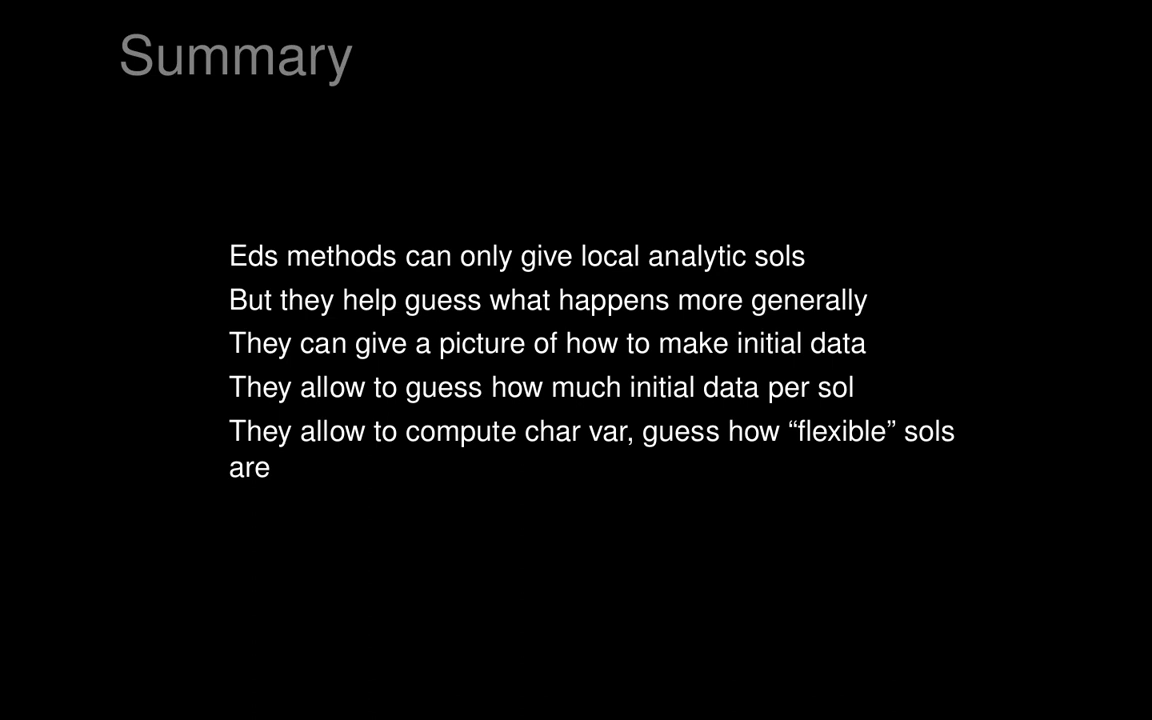 Summary
Eds methods can only give local analytic sols
But they help guess what happens more generally
They can give a picture of how to make initial data
They allow to guess how much initial data per sol
They allow to compute char var, guess how “flexible” sols
are